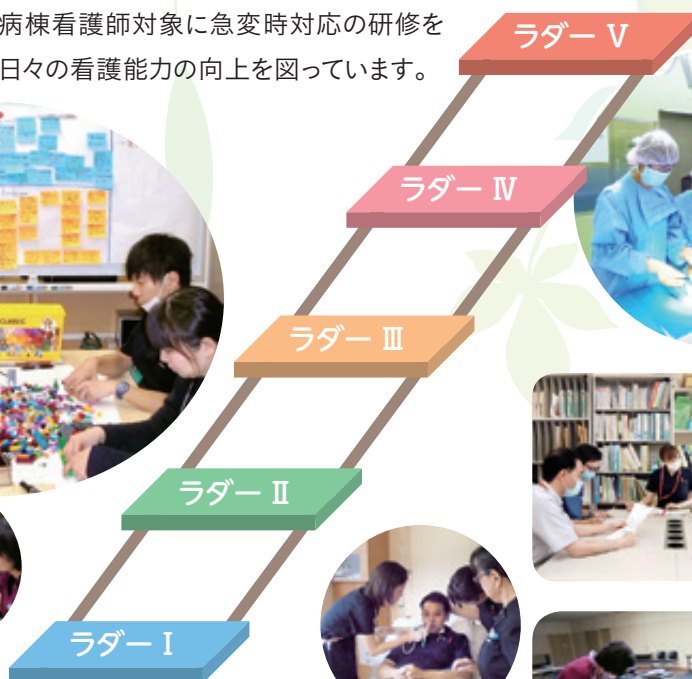 病棟看護師対象に急変時対応の研修を
日々の看護能力の向上を図っています。
ラダー Ⅴ
ラダー Ⅳ
ラダー Ⅲ
ラダー Ⅱ
ラダー Ⅰ